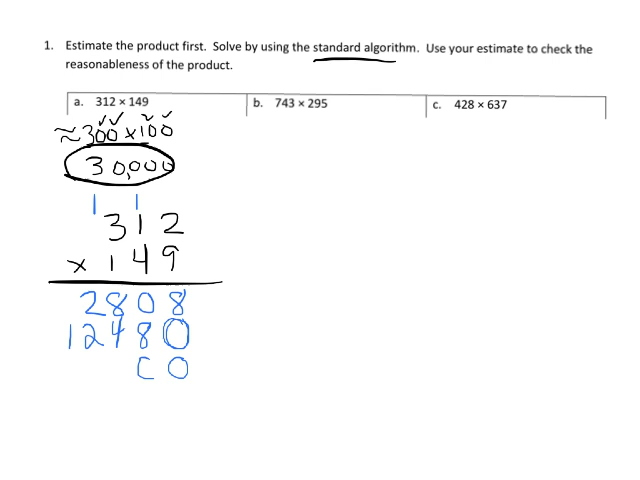 1. Estimate the product first. Solve by using the standard algorithm. Use your estimate to check the
reasonableness of the product.
a. 312 × 149 b. 743 × 295 c. 428 × 637
≈300×100
30,000
1 1
312
× 149
2808
12480
0